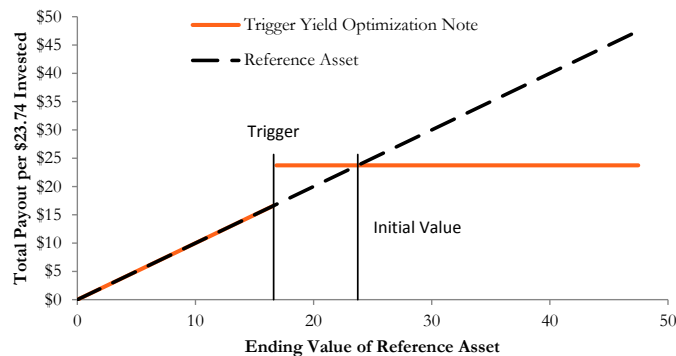 Total Payout per $23.74 Invested
$50
$45
$40
$35
$30
$25
$20
$15
$10
$5
$0
Trigger Yield Optimization Note
Reference Asset
Trigger
Initial Value
0 10 20 30 40 50
Ending Value of Reference Asset